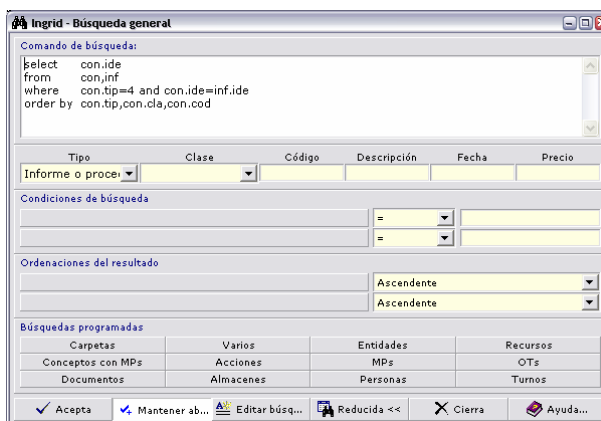 Ingrid - Búsqueda general
Comando de búsqueda:
select con.ide
from con,inf
where con.tip=4 and con.ide=inf.ide
order by con.tip,con.cla,con.cod
Tipo Clase Código Descripción Fecha Precio
Informe o proce
Condiciones de búsqueda
=
=
Ordenaciones del resultado
Ascendente
Ascendente
Búsquedas programadas
Carpetas Varios Entidades Recursos
Conceptos con MPs Acciones MPs OTs
Documentos Almacenes Personas Turnos
Acepta Mantener ab... Editar búsq... Reducida << Cierra Ayuda...